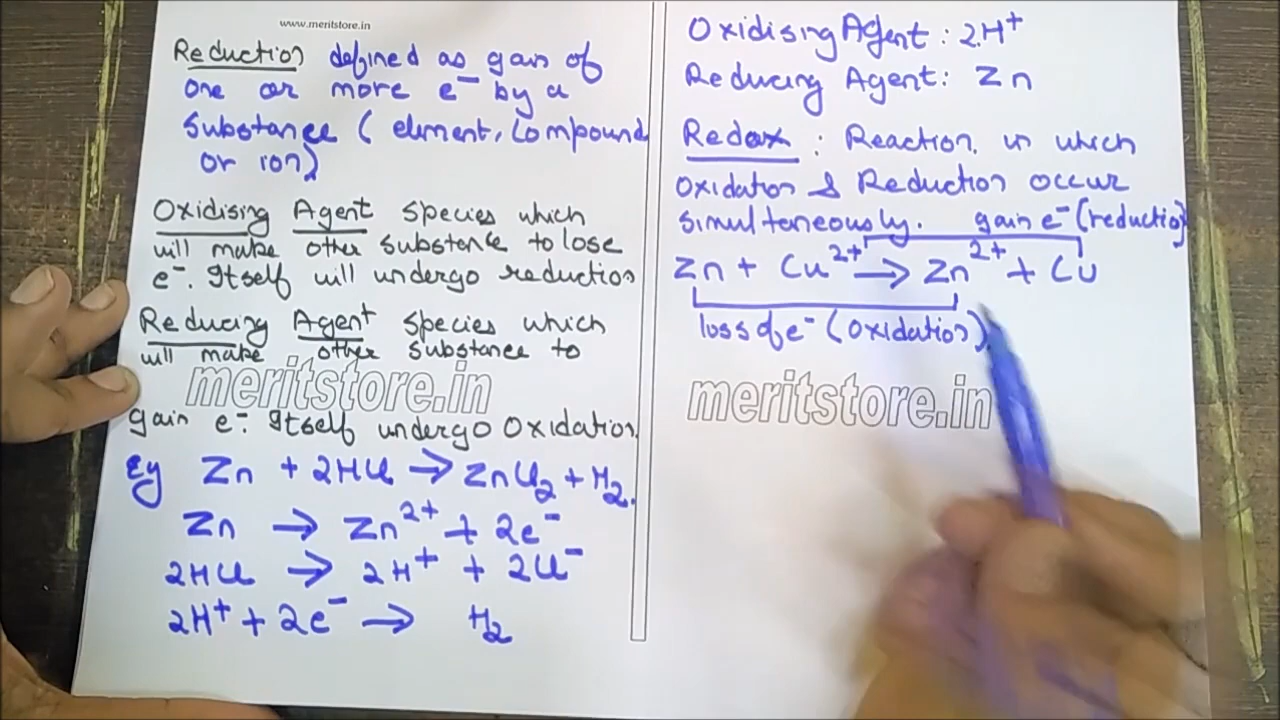 www.meritstore.in
Reduction defined as gain of
one or more e⁻ by a
substance ( element, compound
or ion)
Oxidising Agent species which
will make other substance to lose
e⁻. Itself will undergo reduction
Reducing Agent species which
will make other substance to
meritstore.in
gain e⁻. Itself undergo Oxidation.
Eg Zn + 2HCl → ZnCl₂ + H₂.
Zn → Zn²⁺ + 2e⁻
2HCl → 2H⁺ + 2Cl⁻
2H⁺ + 2e⁻ → H₂
Oxidising Agent : 2H⁺
Reducing Agent : Zn
Redox : Reaction in which
Oxidation & Reduction occur
simultaneously. gain e⁻ (reduction)
Zn + Cu²⁺ → Zn²⁺ + Cu
loss of e⁻ (Oxidation)
meritstore.in